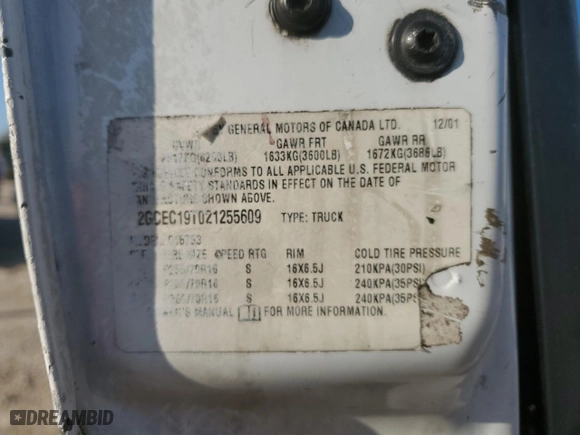 GENERAL MOTORS OF CANADA LTD. 12/01
GAWR FRT GAWR RR
1633KG(3600LB) 1672KG(3686LB)
CONFORMS TO ALL APPLICABLE U.S. FEDERAL MOTOR
SAFETY STANDARDS IN EFFECT ON THE DATE OF
SHOWN ABOVE.
2GCEC19T021255609 TYPE: TRUCK
SIZE SPEED RTG RIM COLD TIRE PRESSURE
S 16X6.5J 210KPA(30PSI)
S 16X6.5J 240KPA(35PSI
S 16X6.5J 240KPA(35PS
MANUAL FOR MORE INFORMATION.
DREAMBID